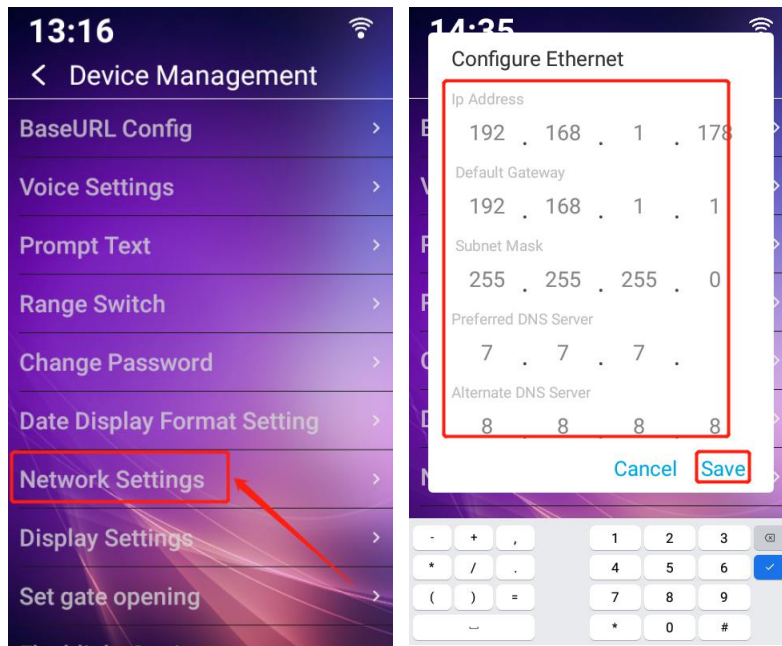 13:16
Device Management
BaseURL Config
Voice Settings
Prompt Text
Range Switch
Change Password
Date Display Format Setting
Network Settings
Display Settings
Set gate opening
14:35
Configure Ethernet
Ip Address
192 . 168 . 1 . 178
Default Gateway
192 . 168 . 1 . 1
Subnet Mask
255 . 255 . 255 . 0
Preferred DNS Server
7 . 7 . 7 .
Alternate DNS Server
8 . 8 . 8 . 8
Cancel Save
- + , 1 2 3
* / . 4 5 6
( ) = 7 8 9
* 0 #